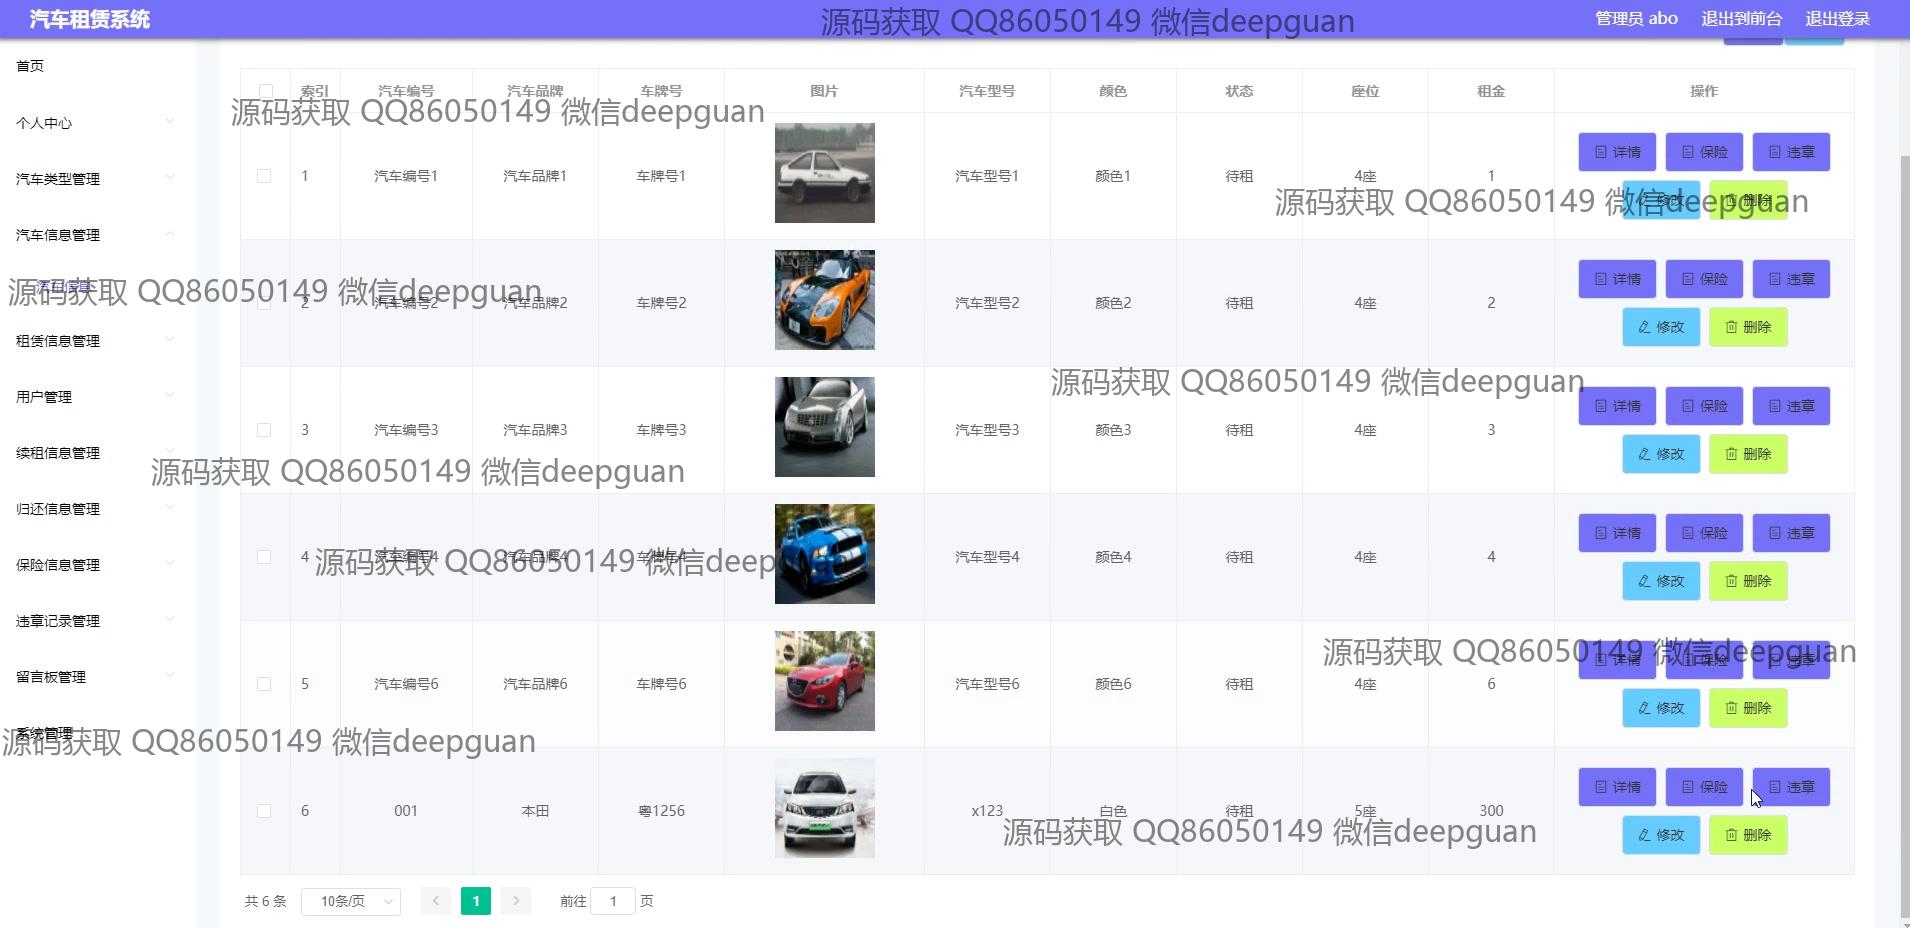 汽车租赁系统
源码获取 QQ86050149 微信deepguan
管理员 abo 退出到前台 退出登录
首页
个人中心
汽车类型管理
汽车信息管理
汽车信息
租赁信息管理
用户管理
续租信息管理
归还信息管理
保险信息管理
违章记录管理
留言板管理
系统管理
索引 汽车编号 汽车品牌 车牌号 图片 汽车型号 颜色 状态 座位 租金 操作
源码获取 QQ86050149 微信deepguan
1 汽车编号1 汽车品牌1 车牌号1 汽车型号1 颜色1 待租 4座 1
详情 保险 违章
修改 删除
源码获取 QQ86050149 微信deepguan
源码获取 QQ86050149 微信deepguan
2 汽车编号2 汽车品牌2 车牌号2 汽车型号2 颜色2 待租 4座 2
详情 保险 违章
修改 删除
源码获取 QQ86050149 微信deepguan
3 汽车编号3 汽车品牌3 车牌号3 汽车型号3 颜色3 待租 4座 3
详情 保险 违章
修改 删除
源码获取 QQ86050149 微信deepguan
4 汽车编号4 汽车品牌4 车牌号4 汽车型号4 颜色4 待租 4座 4
详情 保险 违章
修改 删除
源码获取 QQ86050149 微信deep
5 汽车编号6 汽车品牌6 车牌号6 汽车型号6 颜色6 待租 4座 6
详情 保险 违章
修改 删除
源码获取 QQ86050149 微信deepguan
源码获取 QQ86050149 微信deepguan
6 001 本田 粤1256 x123 白色 待租 5座 300
详情 保险 违章
修改 删除
源码获取 QQ86050149 微信deepguan
共 6 条 10条/页 1 前往 1 页